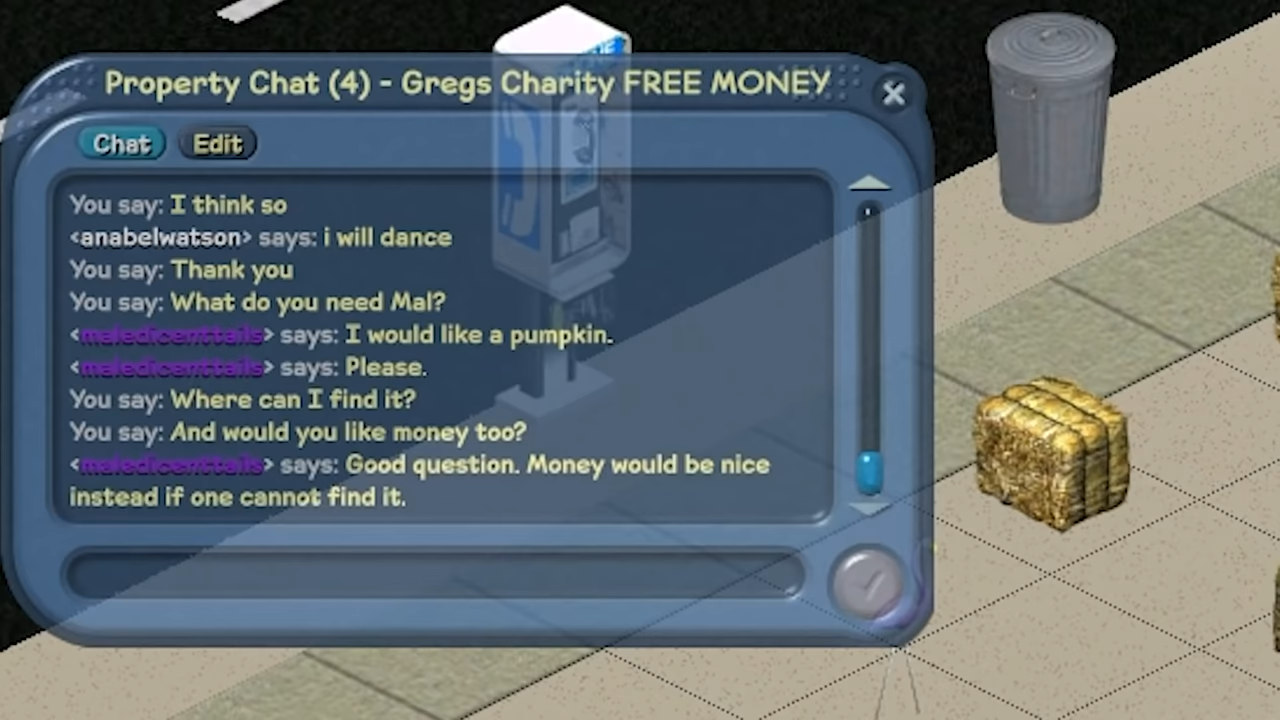 Property Chat (4) - Gregs Charity FREE MONEY
Chat Edit
You say: I think so
<anabelwatson> says: i will dance
You say: Thank you
You say: What do you need Mal?
<maledicenttails> says: I would like a pumpkin.
<maledicenttails> says: Please.
You say: Where can I find it?
You say: And would you like money too?
<maledicenttails> says: Good question. Money would be nice
instead if one cannot find it.